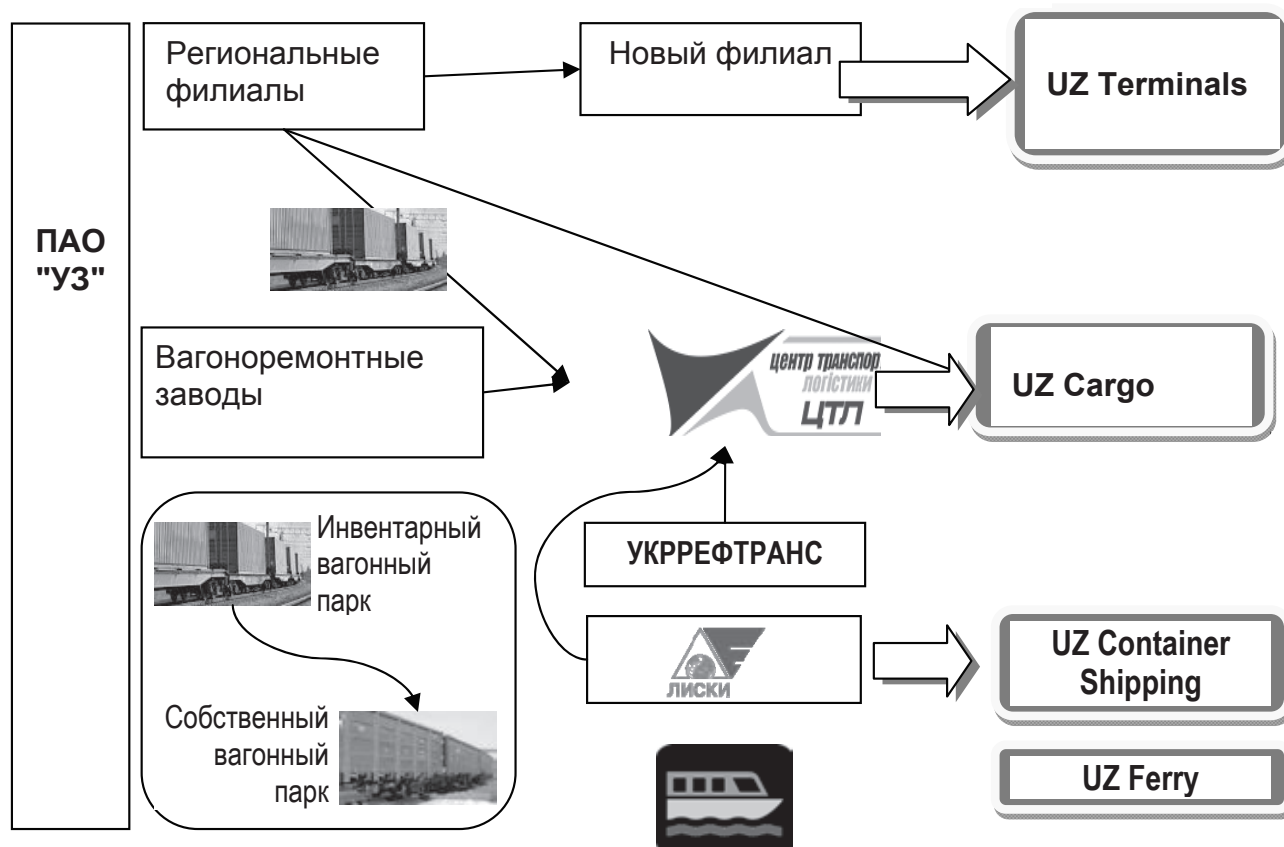 ПАО
"УЗ"
Региональные
филиалы
Новый филиал
UZ Terminals
Вагоноремонтные
заводы
центр транспор
логістики
ЦТЛ
UZ Cargo
Инвентарный
вагонный
парк
Собственный
вагонный
парк
УКРРЕФТРАНС
ЛИСКИ
UZ Container
Shipping
UZ Ferry